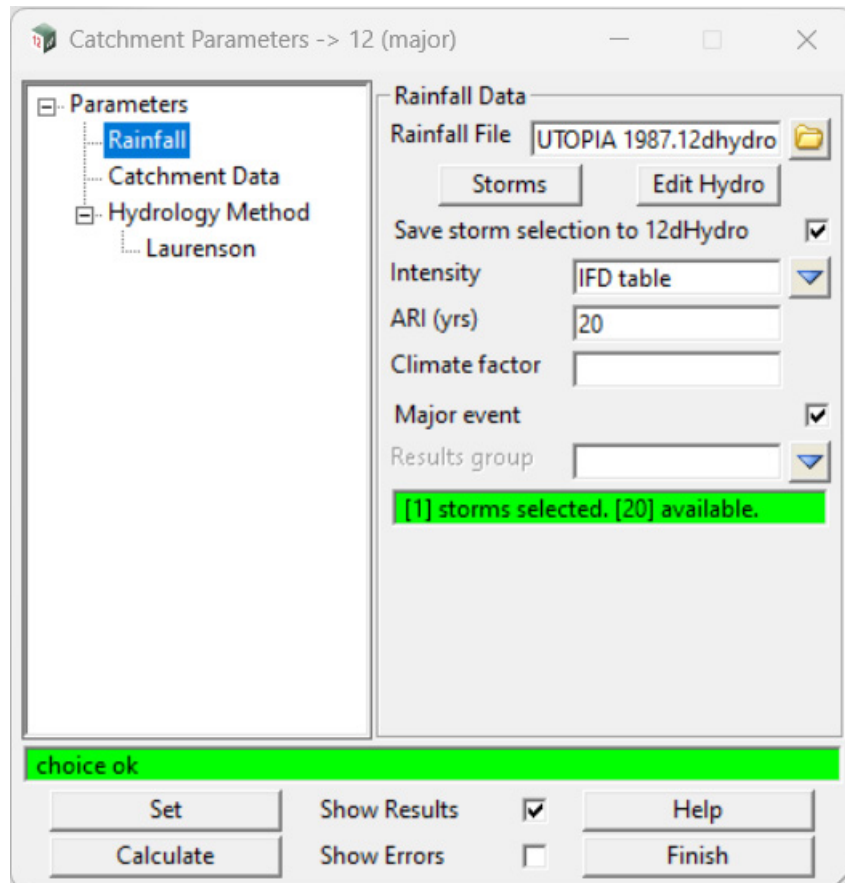 Catchment Parameters -> 12 (major)
Parameters
Rainfall
Catchment Data
Hydrology Method
Laurenson
Rainfall Data
Rainfall File UTOPIA 1987.12dhydro
Storms Edit Hydro
Save storm selection to 12dHydro
Intensity IFD table
ARI (yrs) 20
Climate factor
Major event
Results group
[1] storms selected. [20] available.
choice ok
Set Show Results Help
Calculate Show Errors Finish